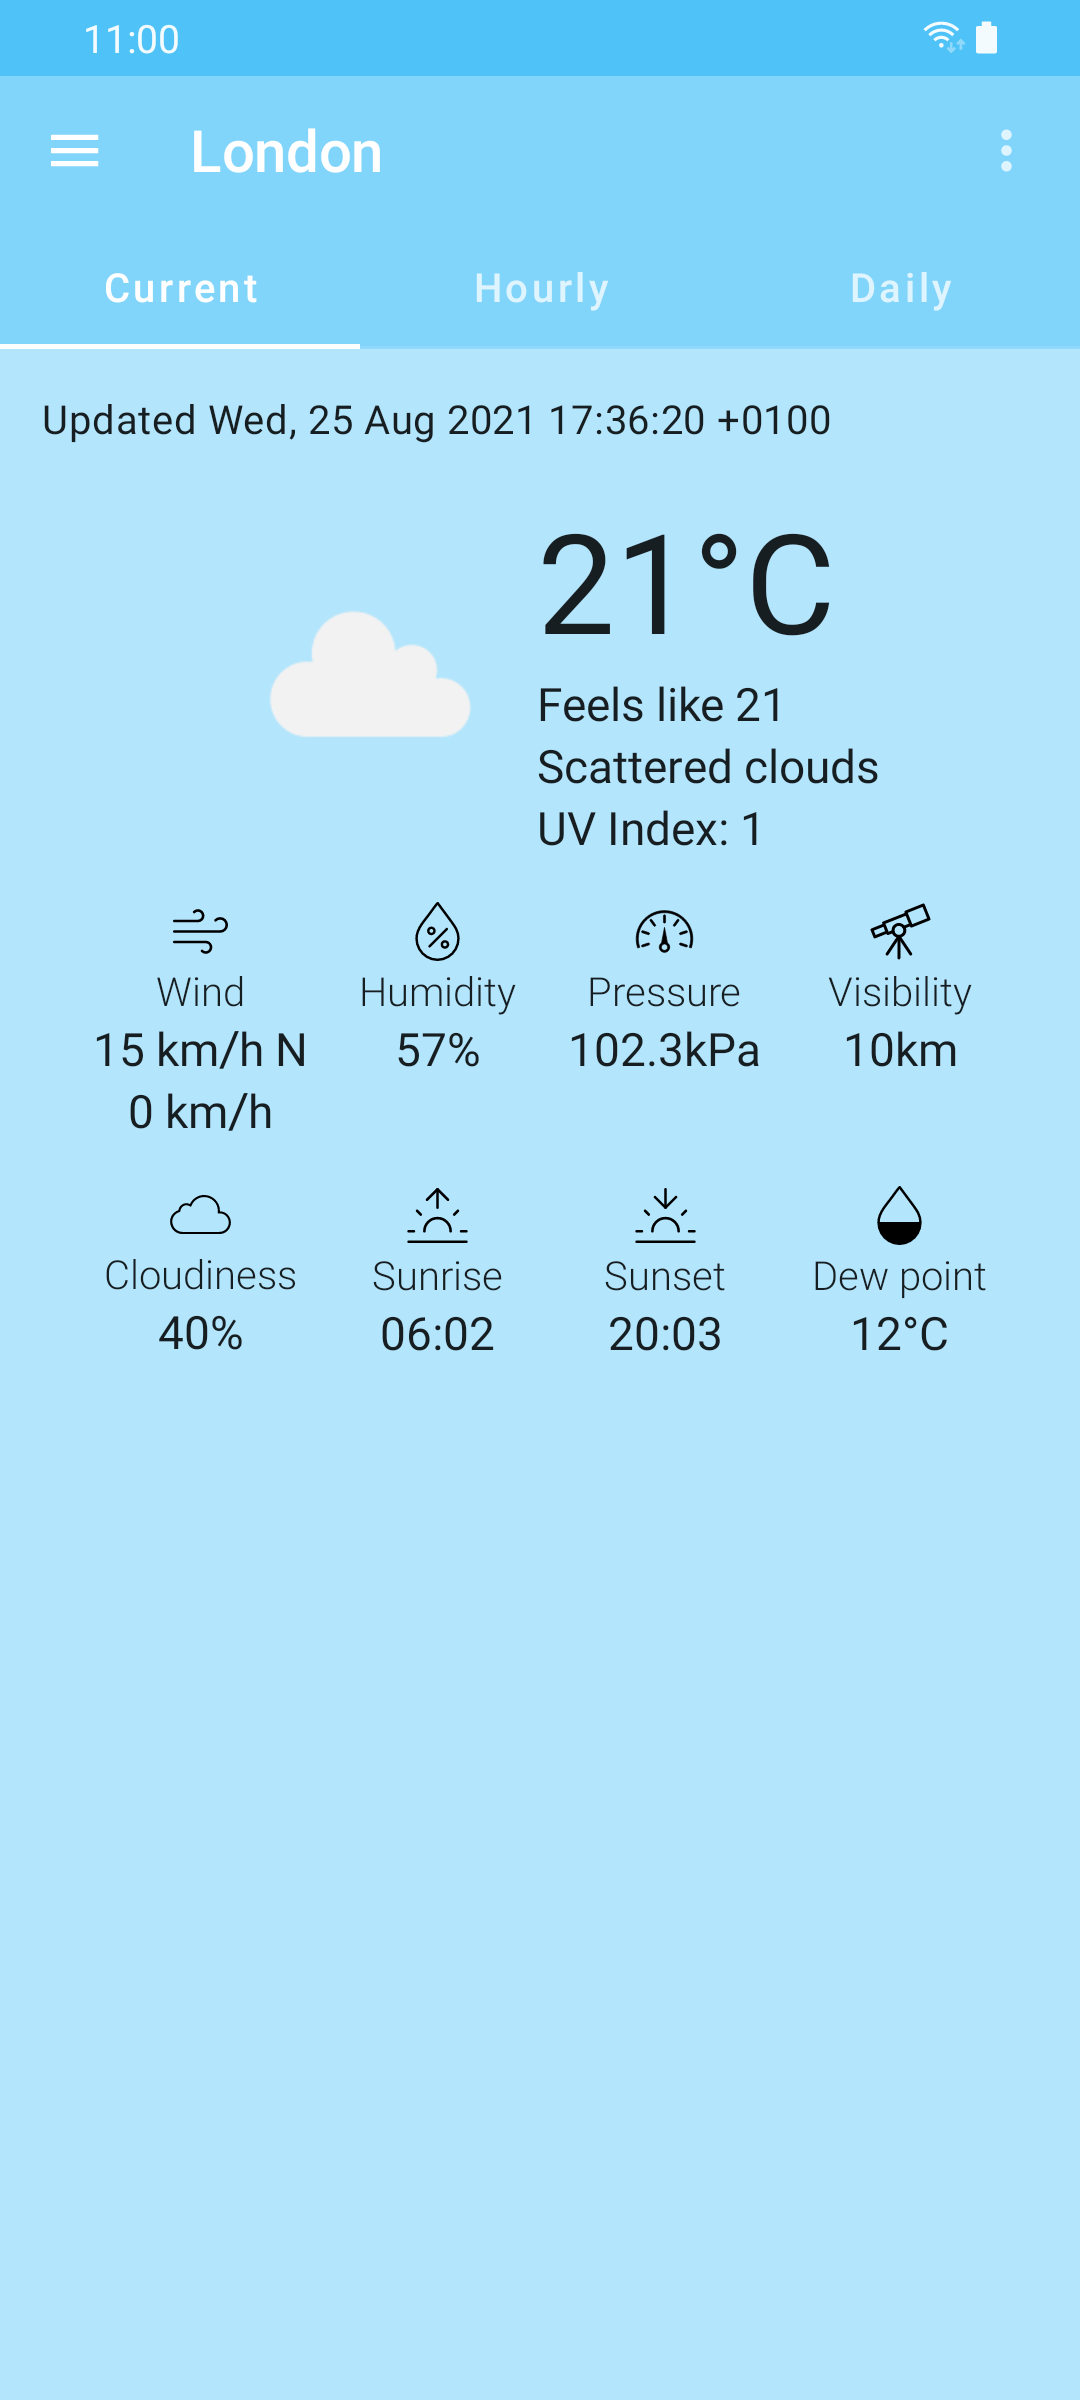 11:00
London
Current Hourly Daily
Updated Wed, 25 Aug 2021 17:36:20 +0100
21°C
Feels like 21
Scattered clouds
UV Index: 1
Wind Humidity Pressure Visibility
15 km/h N 57% 102.3kPa 10km
0 km/h
Cloudiness Sunrise Sunset Dew point
40% 06:02 20:03 12°C